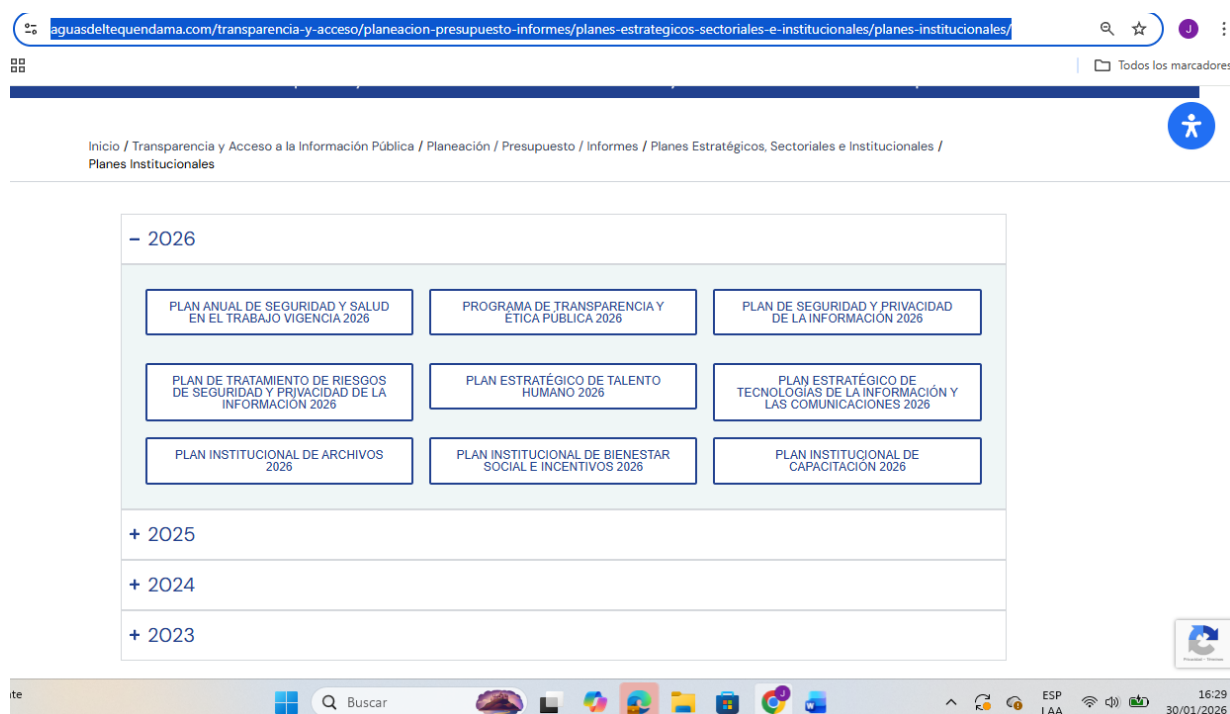 aguasdeltequendama.com/transparencia-y-acceso/planeacion-presupuesto-informes/planes-estrategicos-sectoriales-e-institucionales/planes-institucionales/
J
Todos los marcadores
Inicio / Transparencia y Acceso a la Información Pública / Planeación / Presupuesto / Informes / Planes Estratégicos, Sectoriales e Institucionales /
Planes Institucionales
– 2026
PLAN ANUAL DE SEGURIDAD Y SALUD
EN EL TRABAJO VIGENCIA 2026
PROGRAMA DE TRANSPARENCIA Y
ÉTICA PÚBLICA 2026
PLAN DE SEGURIDAD Y PRIVACIDAD
DE LA INFORMACIÓN 2026
PLAN DE TRATAMIENTO DE RIESGOS
DE SEGURIDAD Y PRIVACIDAD DE LA
INFORMACIÓN 2026
PLAN ESTRATÉGICO DE TALENTO
HUMANO 2026
PLAN ESTRATÉGICO DE
TECNOLOGÍAS DE LA INFORMACIÓN Y
LAS COMUNICACIONES 2026
PLAN INSTITUCIONAL DE ARCHIVOS
2026
PLAN INSTITUCIONAL DE BIENESTAR
SOCIAL E INCENTIVOS 2026
PLAN INSTITUCIONAL DE
CAPACITACIÓN 2026
+ 2025
+ 2024
+ 2023
Buscar
ESP
LAA
16:29
30/01/2026